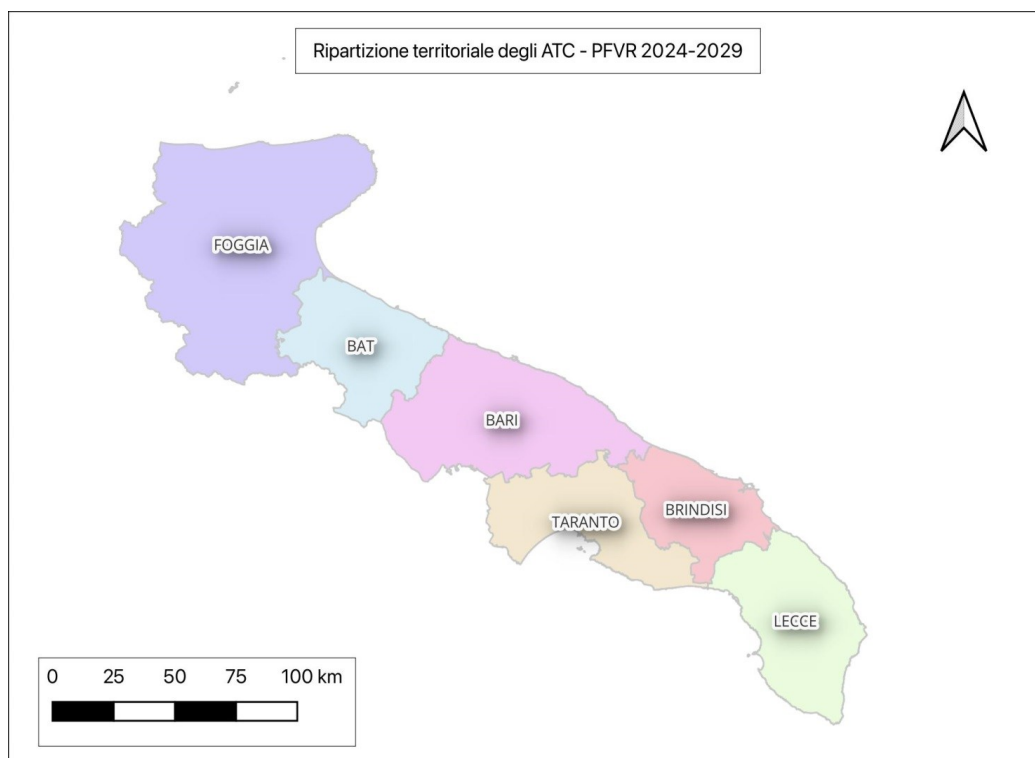 Ripartizione territoriale degli ATC - PFVR 2024-2029
FOGGIA
BAT
BARI
TARANTO
BRINDISI
LECCE
0 25 50 75 100 km